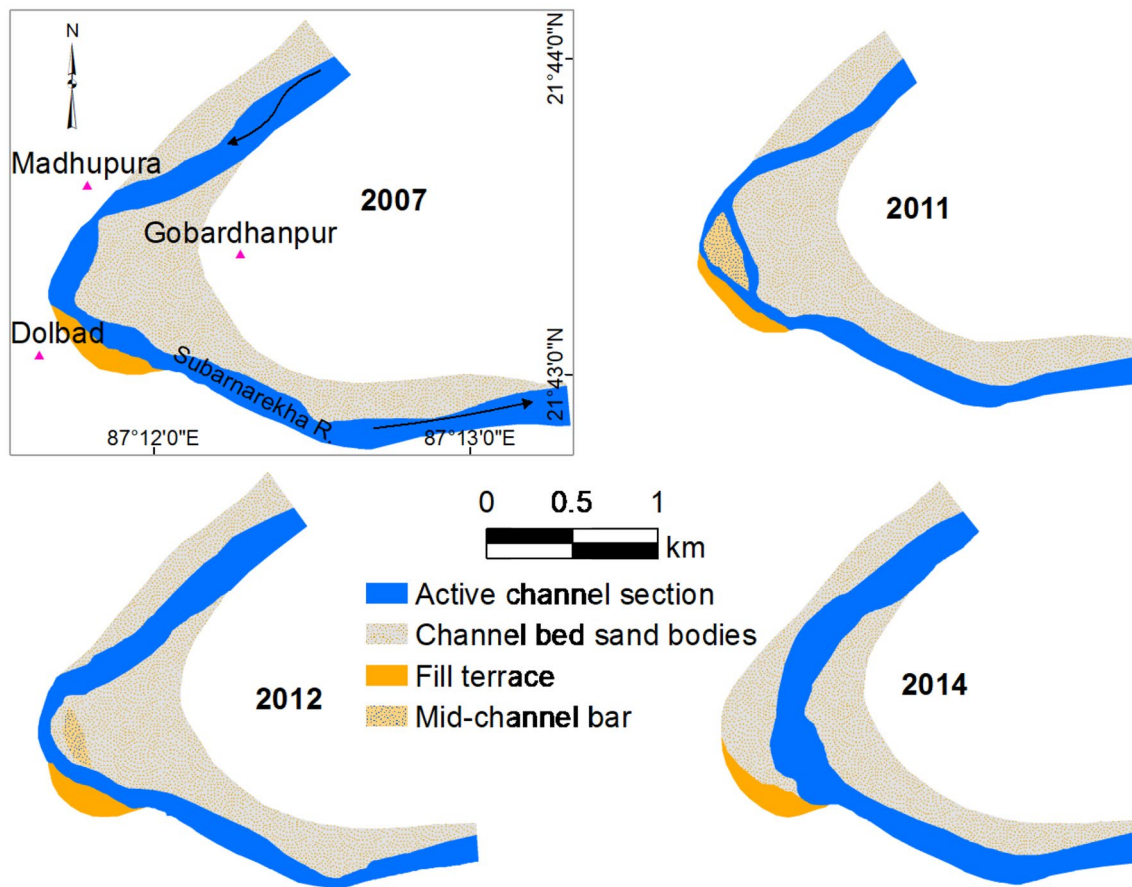 N
21°44'0"N
Madhupura
2007
Gobardhanpur
2011
Dolbad
Subarnarekha R.
21°43'0"N
87°12'0"E
87°13'0"E
0 0.5 1
km
Active channel section
Channel bed sand bodies
Fill terrace
Mid-channel bar
2012
2014